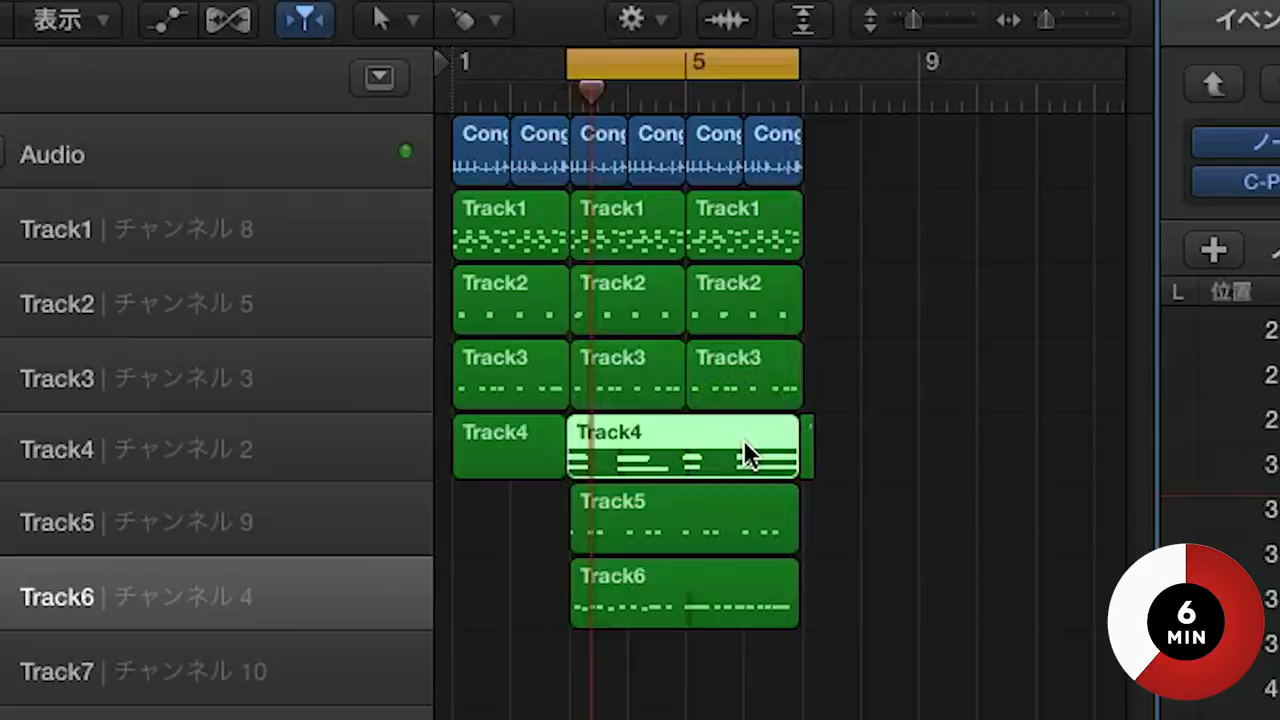 表示
イベン
1
5
9
Audio
Cong
Cong
Cong
Cong
Cong
Cong
ノー
C-P
Track1 | チャンネル 8
Track1
Track1
Track1
Track2 | チャンネル 5
Track2
Track2
Track2
L 位置
Track3 | チャンネル 3
Track3
Track3
Track3
Track4 | チャンネル 2
Track4
Track4
Track5 | チャンネル 9
Track5
Track6 | チャンネル 4
Track6
Track7 | チャンネル 10
2
2
2
3
3
3
3
3
4
6
MIN